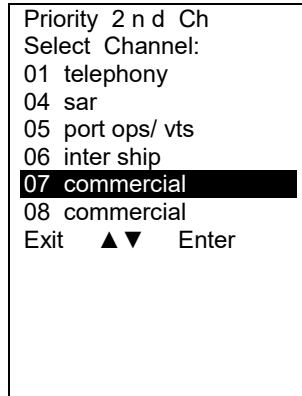 Priority 2 n d Ch
Select Channel:
01 telephony
04 sar
05 port ops/ vts
06 inter ship
07 commercial
08 commercial
Exit ▲▼ Enter